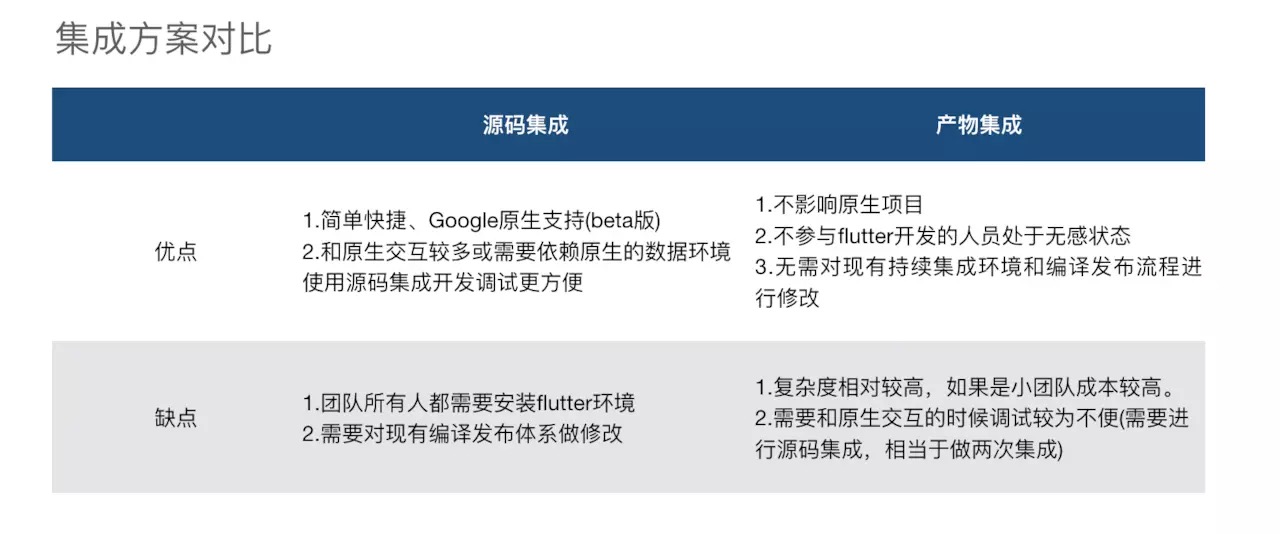 集成方案对比
源码集成
产物集成
优点
1.简单快捷、Google原生支持(beta版)
2.和原生交互较多或需要依赖原生的数据环境
使用源码集成开发调试更方便
1.不影响原生项目
2.不参与flutter开发的人员处于无感状态
3.无需对现有持续集成环境和编译发布流程进
行修改
缺点
1.团队所有人都需要安装flutter环境
2.需要对现有编译发布体系做修改
1.复杂度相对较高，如果是小团队成本较高。
2.需要和原生交互的时候调试较为不便(需要进
行源码集成，相当于做两次集成)